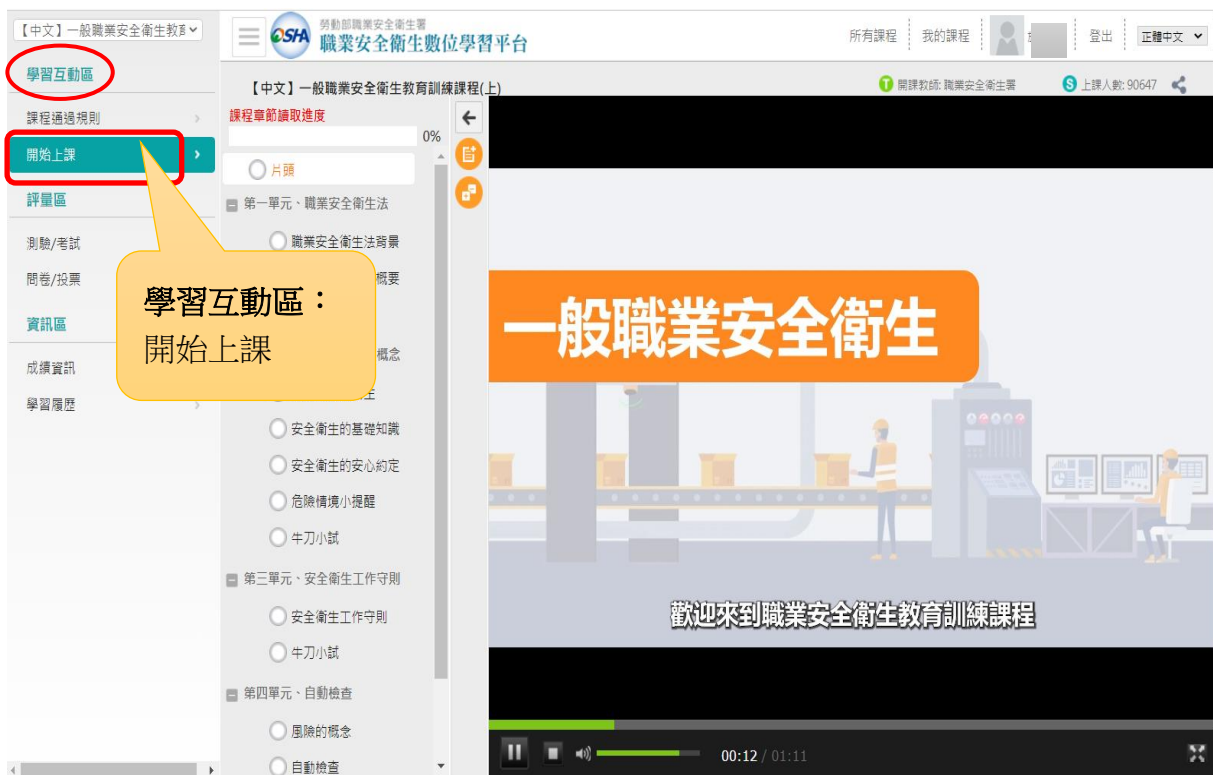 【中文】一般職業安全衛生教育
OSHA
勞動部職業安全衛生署
職業安全衛生數位學習平台
所有課程
我的課程
登出
正體中文
學習互動區
課程通過規則
開始上課
評量區
測驗/考試
問卷/投票
資訊區
成績資訊
學習履歷
學習互動區：
開始上課
【中文】一般職業安全衛生教育訓練課程(上)
T 開課教師: 職業安全衛生署
S 上課人數: 90647
課程章節讀取進度
0%
片頭
第一單元、職業安全衛生法
職業安全衛生法背景
概要
概念
安全衛生的基礎知識
安全衛生的安心約定
危險情境小提醒
牛刀小試
第三單元、安全衛生工作守則
安全衛生工作守則
牛刀小試
第四單元、自動檢查
風險的概念
自動檢查
一般職業安全衛生
歡迎來到職業安全衛生教育訓練課程
00:12 / 01:11